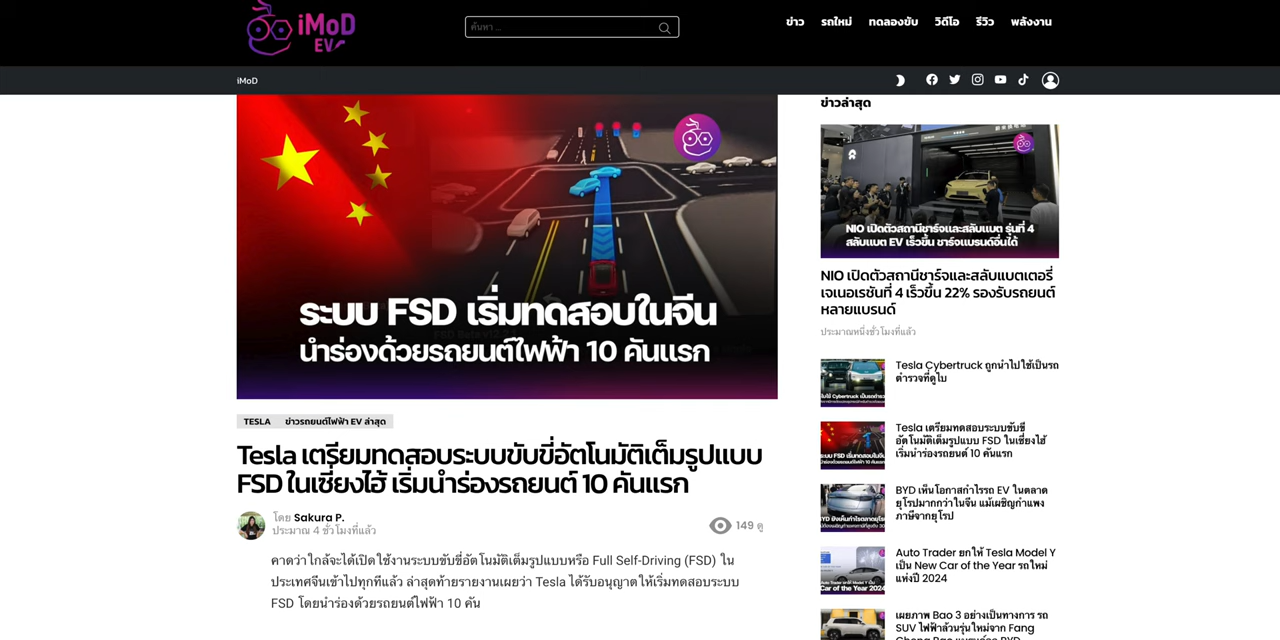 iMoD
EV
ค้นหา ...
ข่าว รถใหม่ ทดลองขับ วิดีโอ รีวิว พลังงาน
iMoD
ระบบ FSD เริ่มทดสอบในจีน
นำร่องด้วยรถยนต์ไฟฟ้า 10 คันแรก
TESLA ข่าวรถยนต์ไฟฟ้า EV ล่าสุด
Tesla เตรียมทดสอบระบบขับขี่อัตโนมัติเต็มรูปแบบ
FSD ในเซี่ยงไฮ้ เริ่มนำร่องรถยนต์ 10 คันแรก
โดย Sakura P.
ประมาณ 4 ชั่วโมงที่แล้ว
149 ดู
คาดว่าใกล้จะได้เปิดใช้งานระบบขับขี่อัตโนมัติเต็มรูปแบบหรือ Full Self-Driving (FSD) ใน
ประเทศจีนเข้าไปทุกทีแล้ว ล่าสุดท้ายรายงานเผยว่า Tesla ได้รับอนุญาตให้เริ่มทดสอบระบบ
FSD โดยนำร่องด้วยรถยนต์ไฟฟ้า 10 คัน
ข่าวล่าสุด
NIO เปิดตัวสถานีชาร์จและสลับแบต รุ่นที่ 4
สลับแบต EV เร็วขึ้น ชาร์จแบรนด์อื่นได้
NIO เปิดตัวสถานีชาร์จและสลับแบตเตอรี่
เจเนอเรชันที่ 4 เร็วขึ้น 22% รองรับรถยนต์
หลายแบรนด์
ประมาณหนึ่งชั่วโมงที่แล้ว
Tesla Cybertruck ถูกนำไปใช้เป็นรถ
ตำรวจที่ดูไบ
Tesla เตรียมทดสอบระบบขับขี่
อัตโนมัติเต็มรูปแบบ FSD ในเซี่ยงไฮ้
เริ่มนำร่องรถยนต์ 10 คันแรก
BYD เห็นโอกาสกำไรรถ EV ในตลาด
ยุโรปมากกว่าในจีน แม้เผชิญกำแพง
ภาษีจากยุโรป
Auto Trader ยกให้ Tesla Model Y
เป็น New Car of the Year รถใหม่
แห่งปี 2024
เผยภาพ Bao 3 อย่างเป็นทางการ รถ
SUV ไฟฟ้าล้วนรุ่นใหม่จาก Fang